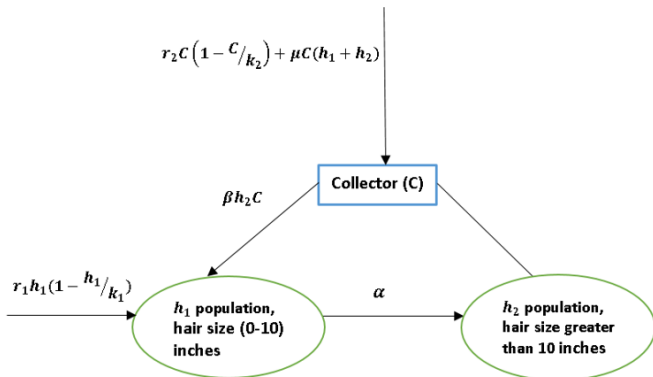 r₂C(1 − C/k₂) + μC(h₁ + h₂)
Collector (C)
βh₂C
r₁h₁(1 − h₁/k₁)
h₁ population,
hair size (0-10)
inches
α
h₂ population,
hair size greater
than 10 inches